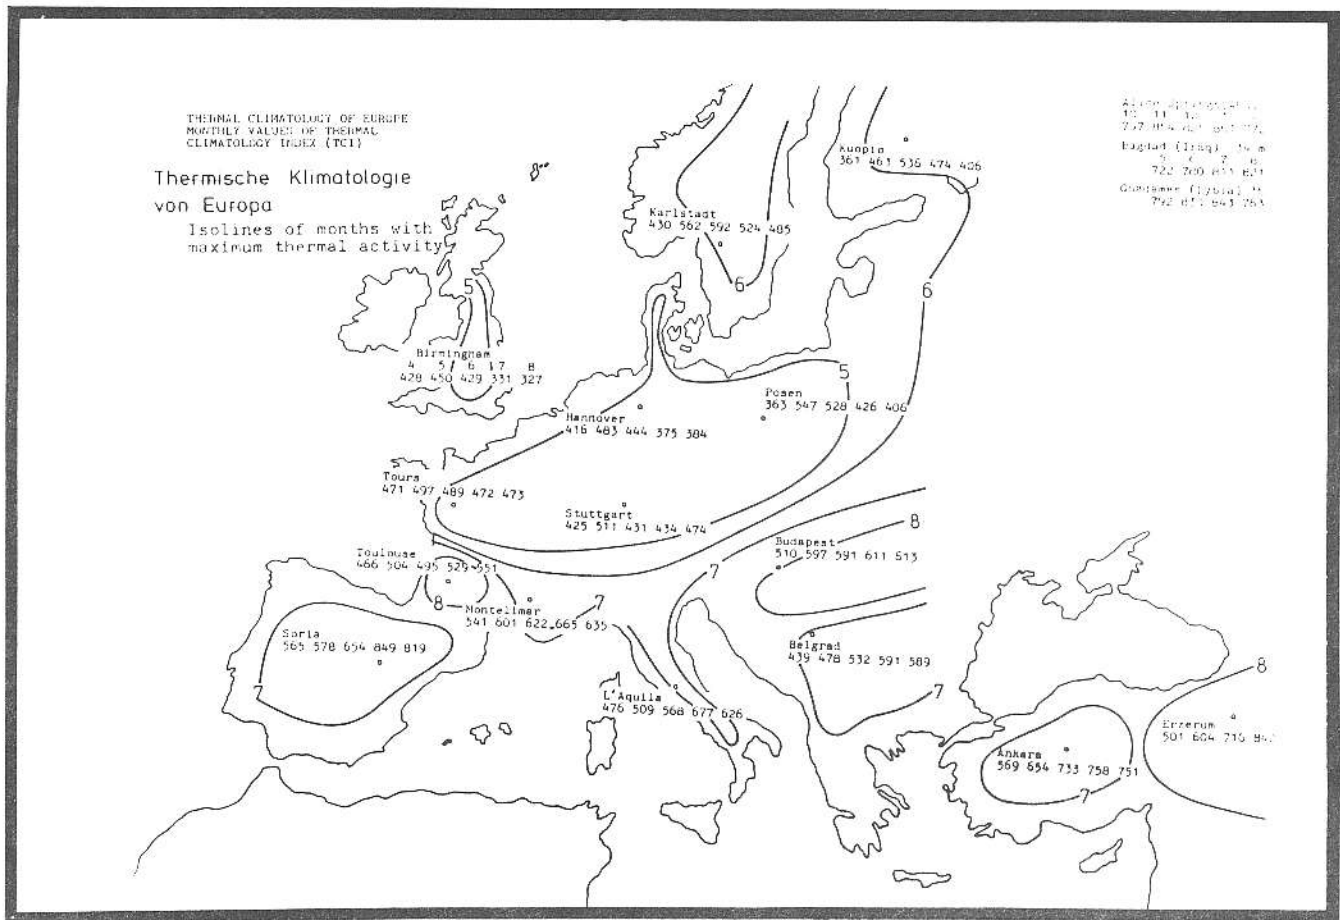 THERMAL CLIMATOLOGY OF EUROPE
MONTHLY VALUES OF THERMAL
CLIMATOLOGY INDEX (TCI)
Thermische Klimatologie
von Europa
Isolines of months with
maximum thermal activity
Bagdad (Iraq)
Kuopio
361 461 536 474 406
Karlstadt
430 562 592 524 485
6
6
5
Birmingham
4 5 6 7 8
428 450 429 331 327
5
Posen
363 547 528 426 406
Hannover
416 483 444 375 384
Tours
471 497 489 472 473
Stuttgart
425 511 431 434 474
8
Budapest
510 597 591 611 613
7
Toulouse
466 504 495 529 551
8
Montelimar
541 601 622 665 635
7
Soria
565 578 654 849 819
7
Belgrad
439 478 532 591 589
7
L'Aquila
476 509 568 677 626
8
Erzerum
501 604 710
Ankara
569 654 733 758 751
7